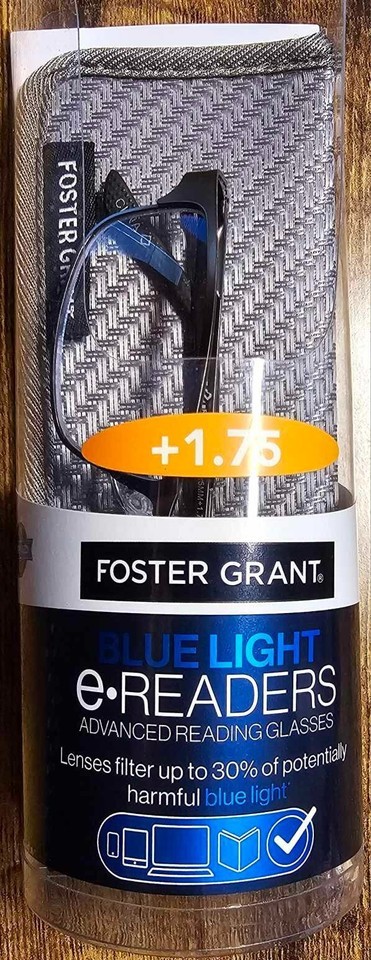 FOSTER GR
+1.75
FOSTER GRANT®
BLUE LIGHT
e•READERS
ADVANCED READING GLASSES
Lenses filter up to 30% of potentially
harmful blue light*